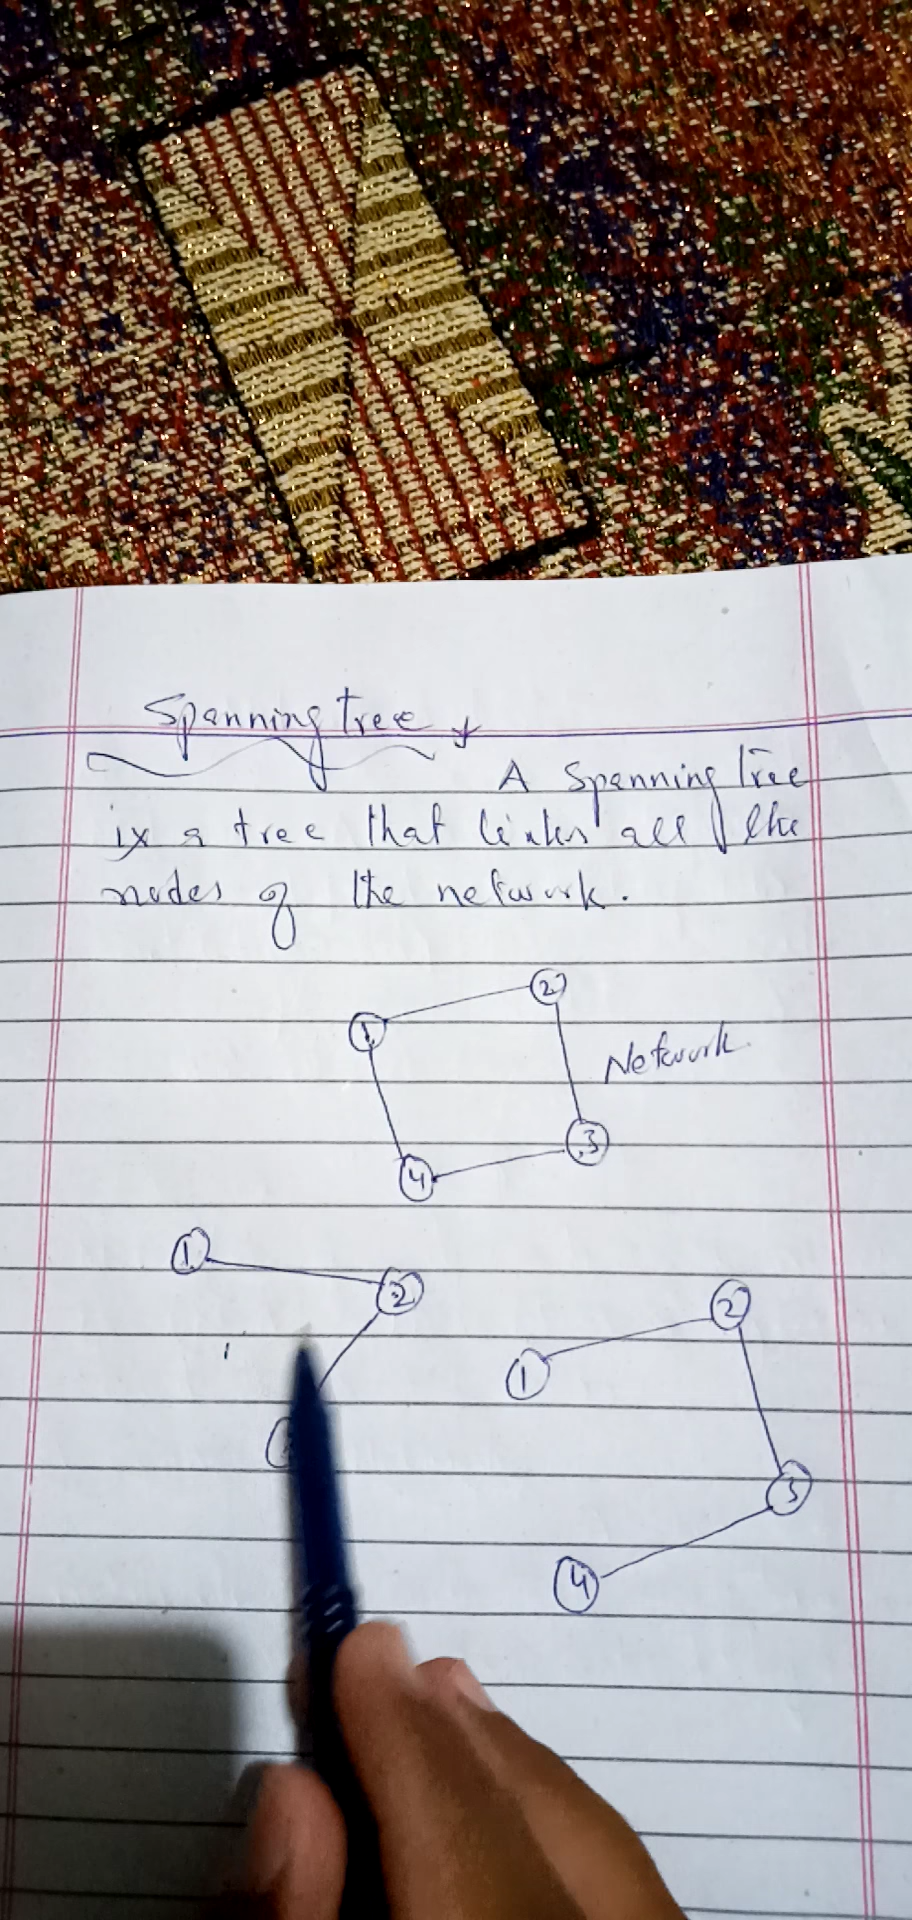 Spanning tree
A Spanning tree
is a tree that links all the
nodes of the network.
2
1
Network
3
4
1
2
2
1
3
4